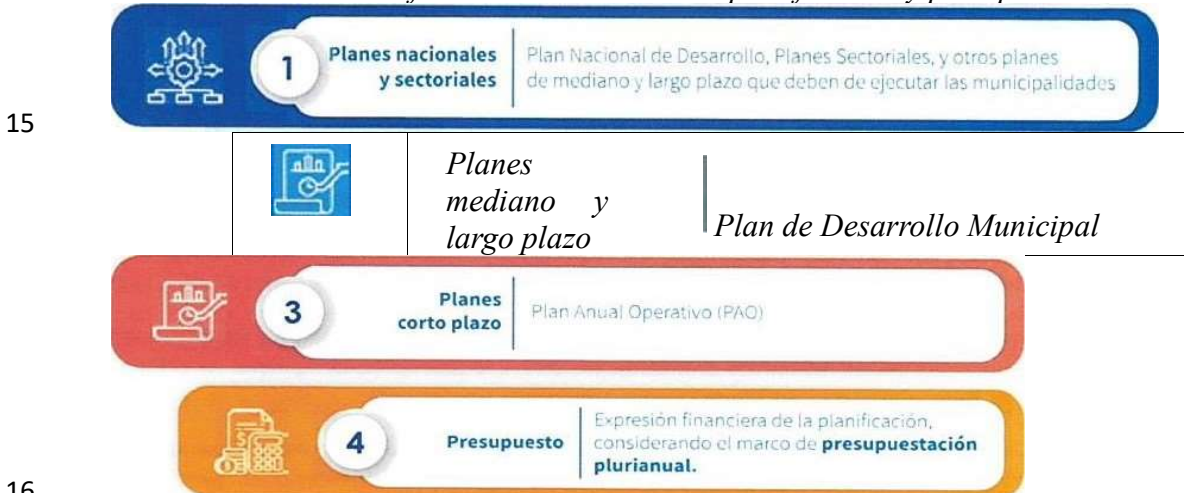 1
Planes nacionales
y sectoriales
Plan Nacional de Desarrollo, Planes Sectoriales, y otros planes
de mediano y largo plazo que deben de ejecutar las municipalidades
15
Planes
mediano y
largo plazo
Plan de Desarrollo Municipal
3
Planes
corto plazo
Plan Anual Operativo (PAO)
4
Presupuesto
Expresión financiera de la planificación,
considerando el marco de presupuestación
plurianual.
16